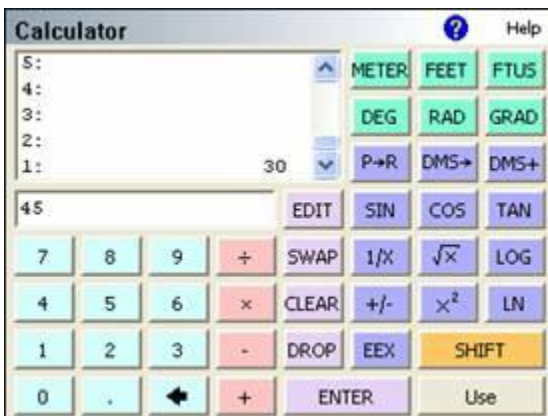 Calculator ? Help
5: METER FEET FTUS
4:
3: DEG RAD GRAD
2:
1: 30 P→R DMS→ DMS+
45 EDIT SIN COS TAN
7 8 9 ÷ SWAP 1/X √x LOG
4 5 6 × CLEAR +/- x² LN
1 2 3 - DROP EEX SHIFT
0 . 🡄 + ENTER Use